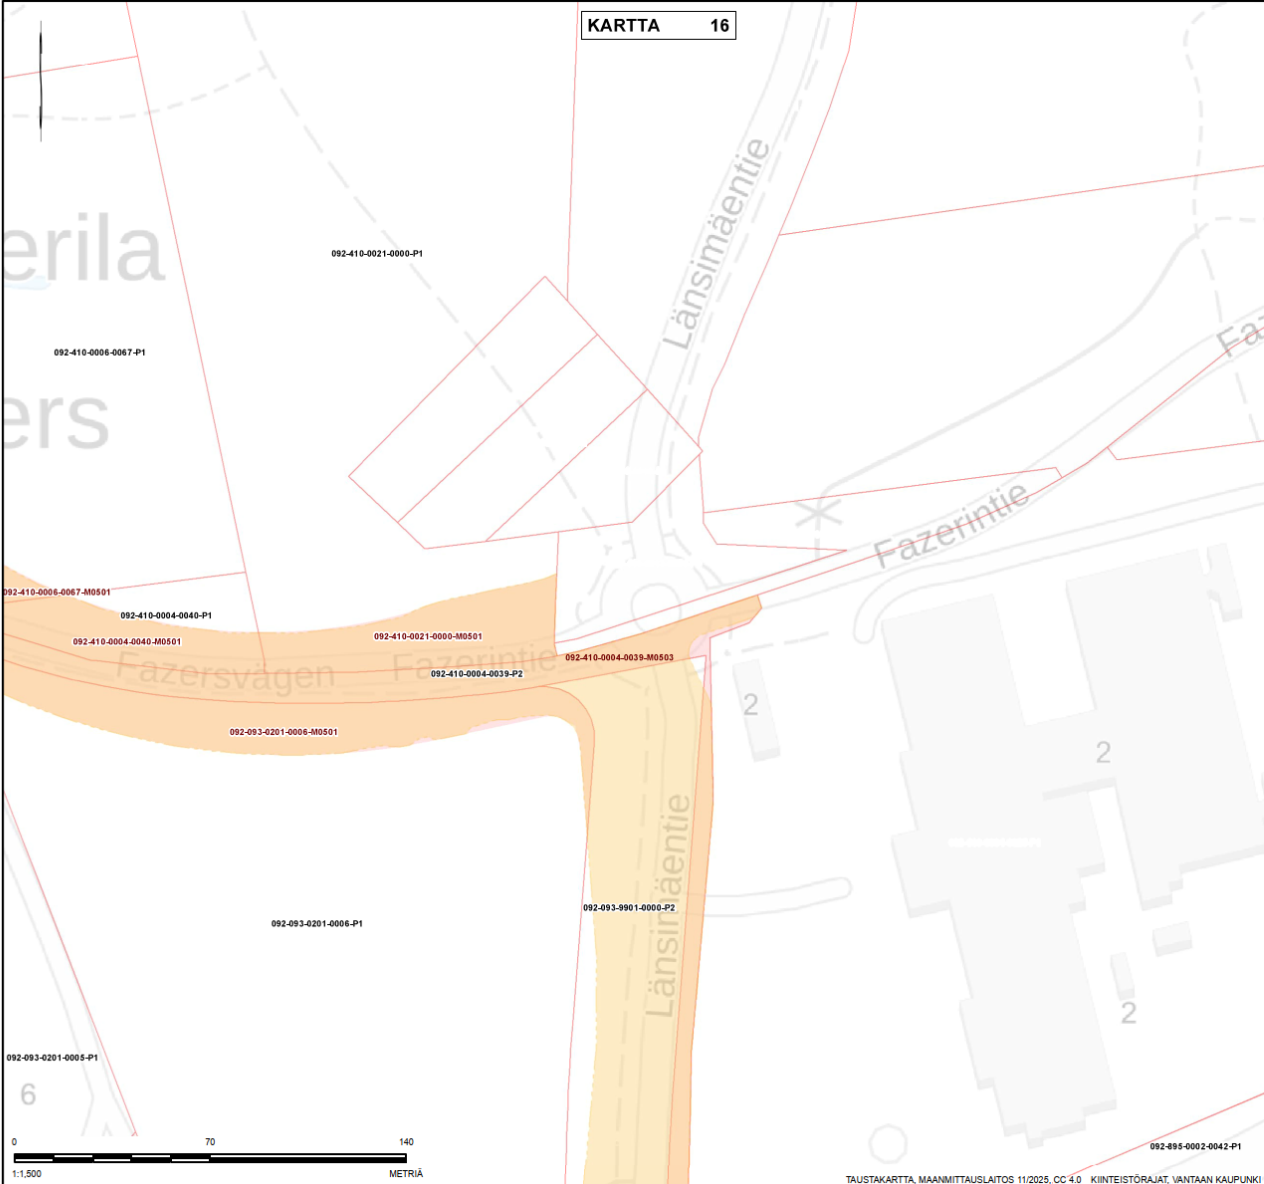 KARTTA 16
Länsimäentie
erila
092-410-0021-0000-P1
092-410-0006-0067-P1
Faz
ers
Fazerintie
092-410-0006-0067-M0501
092-410-0004-0040-P1
092-410-0004-0040-M0501
092-410-0021-0000-M0501
092-410-0004-0039-M0503
Fazersvägen
Fazerintie
092-410-0004-0039-P2
2
092-093-0201-0006-M0501
2
Länsimäentie
092-093-9901-0000-P2
092-093-0201-0006-P1
2
092-093-0201-0005-P1
6
0 70 140
1:1,500 METRIÄ
092-895-0002-0042-P1
TAUSTAKARTTA, MAANMITTAUSLAITOS 11/2025, CC 4.0 KIINTEISTÖRAJAT, VANTAAN KAUPUNKI